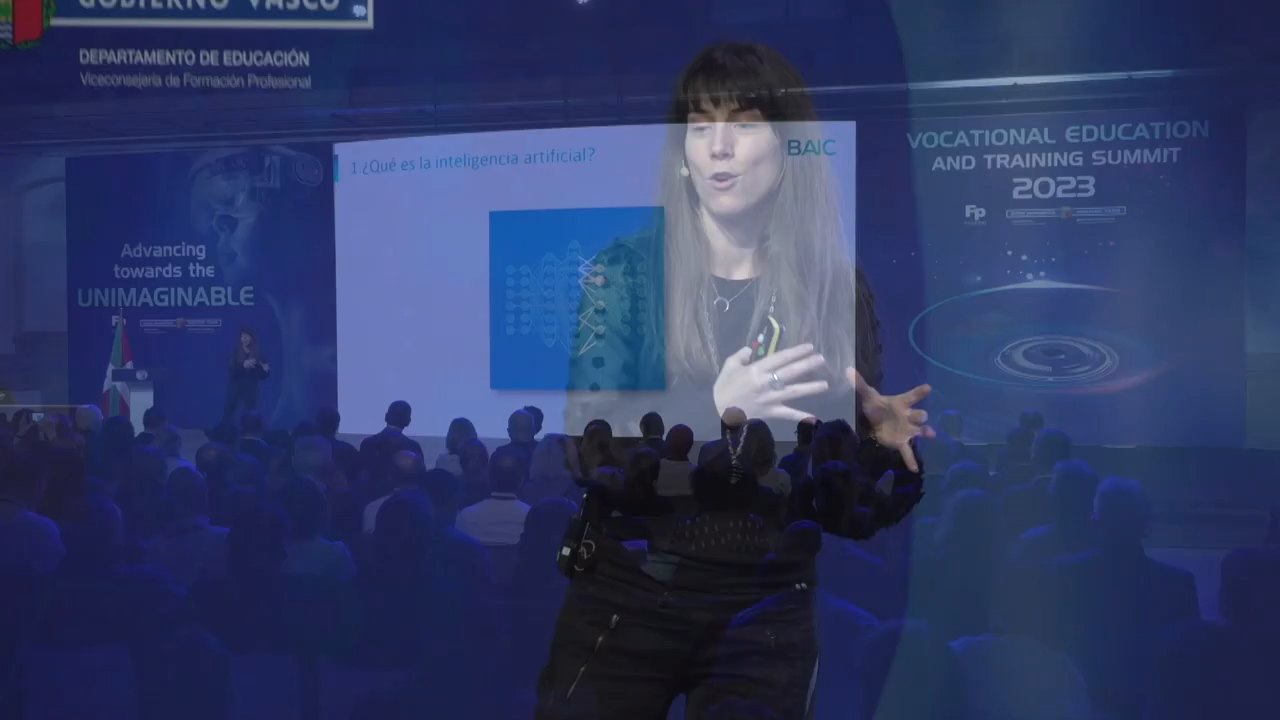 GOBIERNO VASCO
DEPARTAMENTO DE EDUCACIÓN
Viceconsejería de Formación Profesional
1 ¿Qué es la inteligencia artificial?
BAIC
VOCATIONAL EDUCATION
AND TRAINING SUMMIT
2023
Fp
Advancing
towards the
UNIMAGINABLE